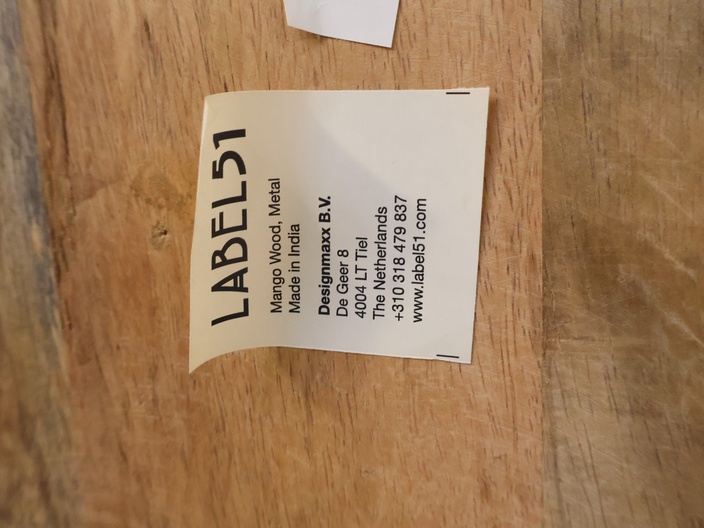 LABEL51
Mango Wood, Metal
Made in India
Designmaxx B.V.
De Geer 8
4004 LT Tiel
The Netherlands
+310 318 479 837
www.label51.com